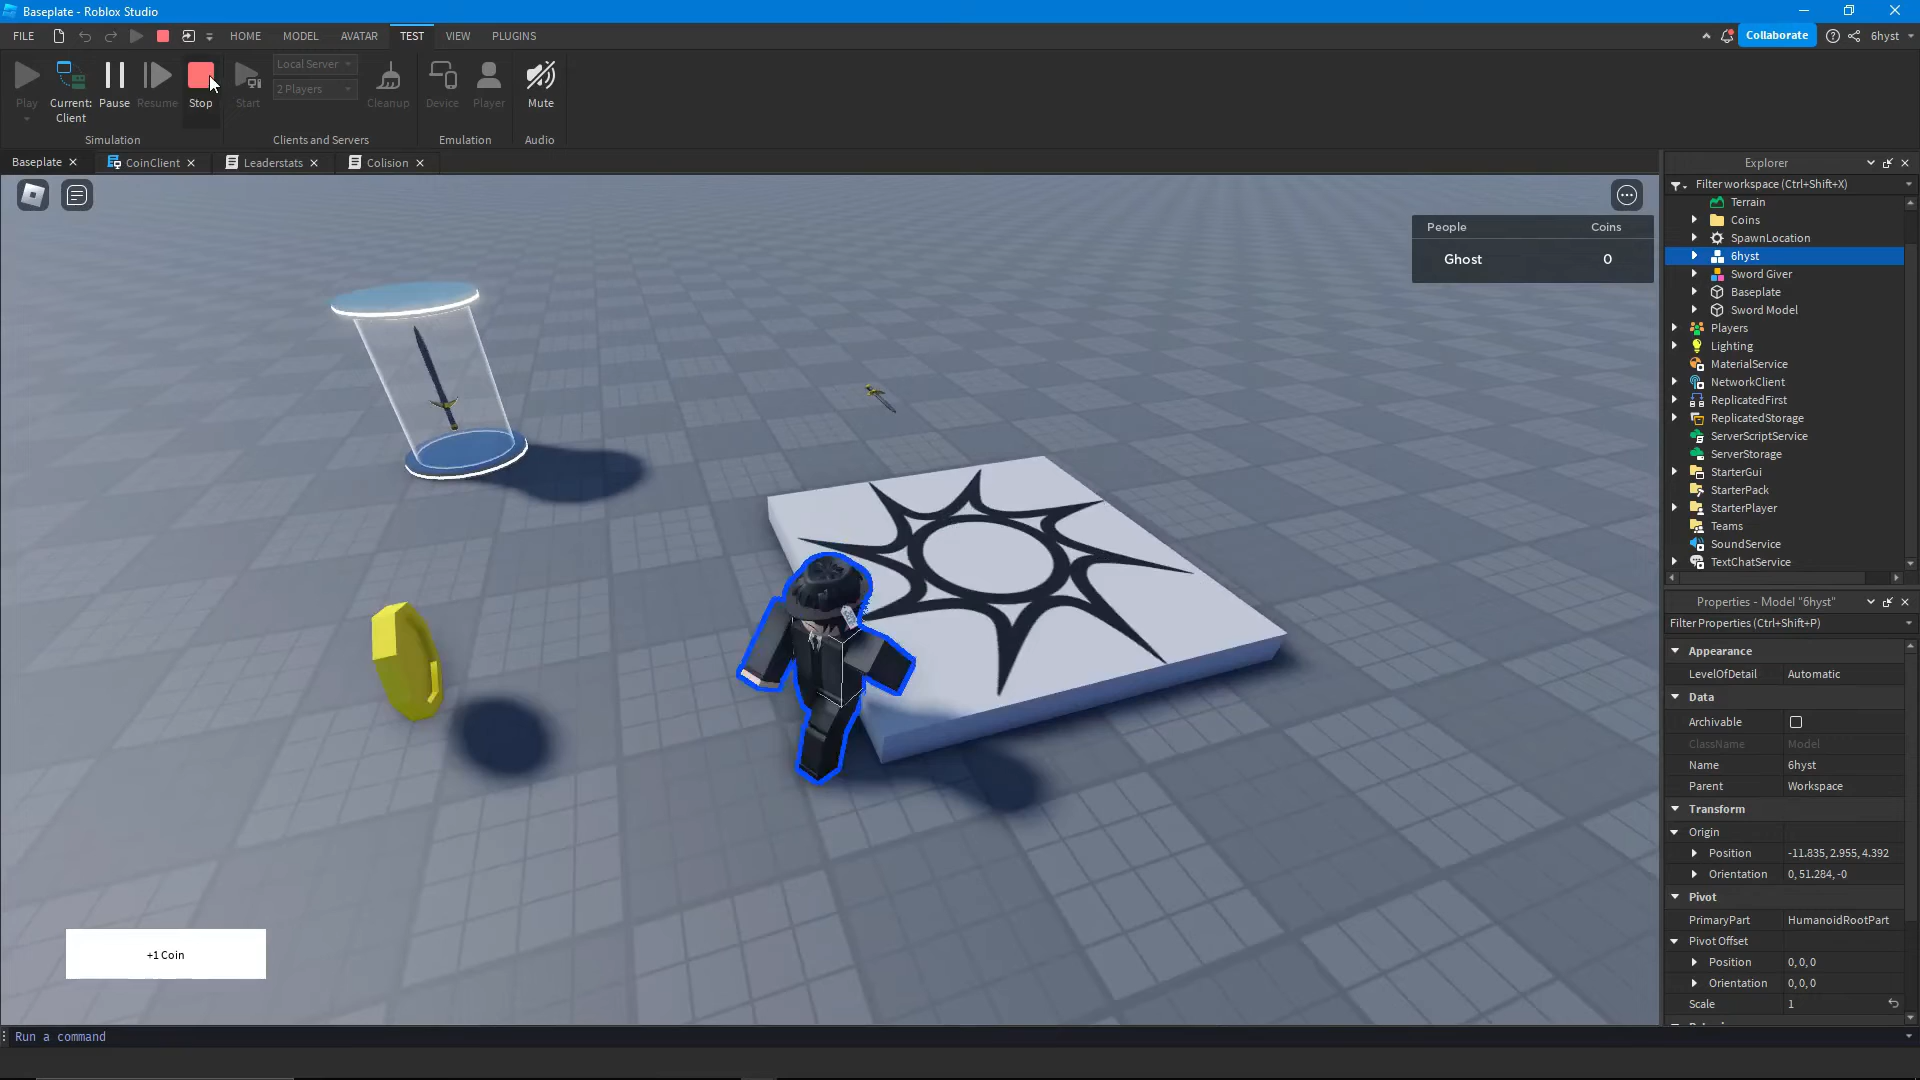 Baseplate - Roblox Studio
FILE
HOME
MODEL
AVATAR
TEST
VIEW
PLUGINS
Collaborate
6hyst
Play
Current:
Client
Pause
Resume
Stop
Start
Local Server
2 Players
Cleanup
Device
Player
Mute
Simulation
Clients and Servers
Emulation
Audio
Baseplate
CoinClient
Leaderstats
Colision
People Coins
Ghost 0
+1 Coin
Run a command
Explorer
Filter workspace (Ctrl+Shift+X)
Terrain
Coins
SpawnLocation
6hyst
Sword Giver
Baseplate
Sword Model
Players
Lighting
MaterialService
NetworkClient
ReplicatedFirst
ReplicatedStorage
ServerScriptService
ServerStorage
StarterGui
StarterPack
StarterPlayer
Teams
SoundService
TextChatService
Properties - Model "6hyst"
Filter Properties (Ctrl+Shift+P)
Appearance
LevelOfDetail Automatic
Data
Archivable
ClassName Model
Name 6hyst
Parent Workspace
Transform
Origin
Position -11.835, 2.955, 4.392
Orientation 0, 51.284, -0
Pivot
PrimaryPart HumanoidRootPart
Pivot Offset
Position 0, 0, 0
Orientation 0, 0, 0
Scale 1